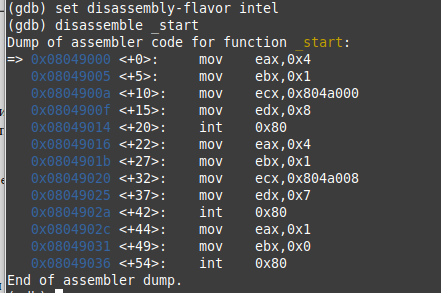 (gdb) set disassembly-flavor intel
(gdb) disassemble _start
Dump of assembler code for function _start:
=> 0x08049000 <+0>: mov eax,0x4
0x08049005 <+5>: mov ebx,0x1
0x0804900a <+10>: mov ecx,0x804a000
0x0804900f <+15>: mov edx,0x8
0x08049014 <+20>: int 0x80
0x08049016 <+22>: mov eax,0x4
0x0804901b <+27>: mov ebx,0x1
0x08049020 <+32>: mov ecx,0x804a008
0x08049025 <+37>: mov edx,0x7
0x0804902a <+42>: int 0x80
0x0804902c <+44>: mov eax,0x1
0x08049031 <+49>: mov ebx,0x0
0x08049036 <+54>: int 0x80
End of assembler dump.
(gdb)